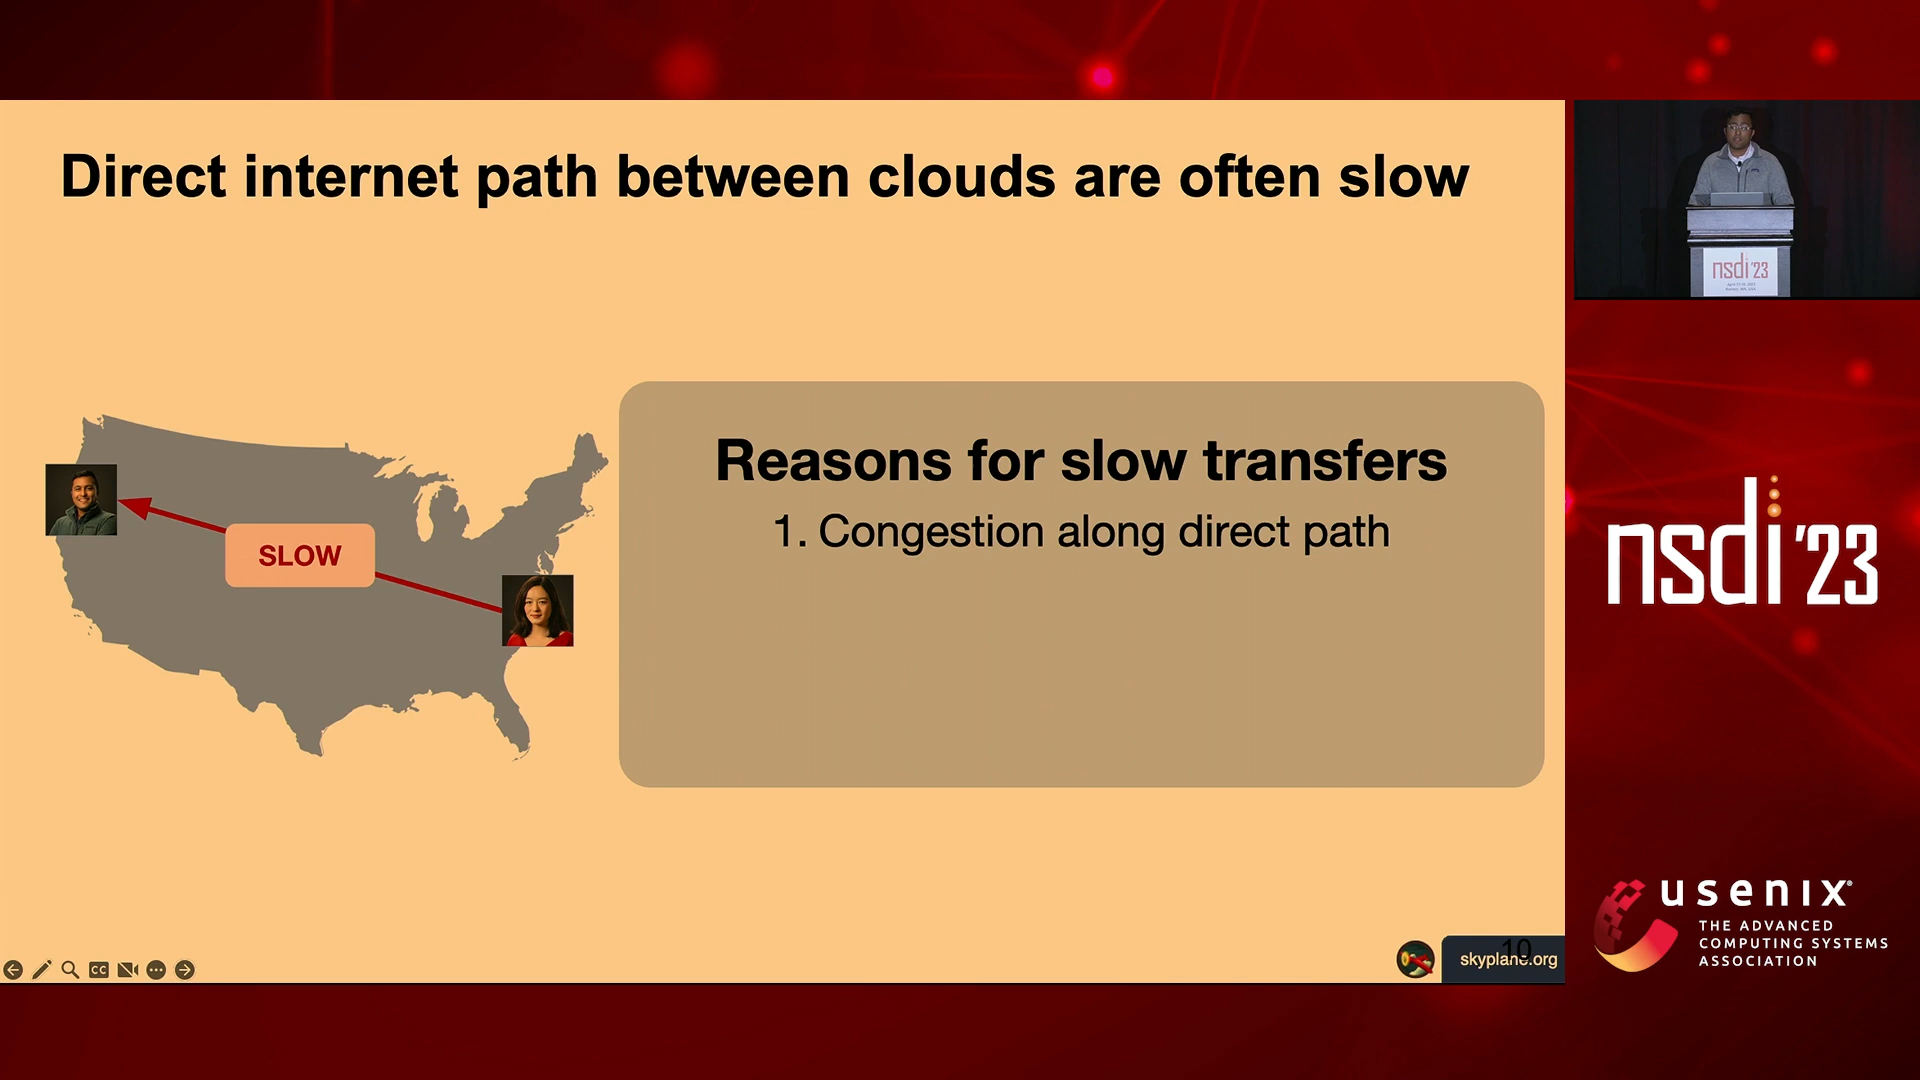 Direct internet path between clouds are often slow
SLOW
Reasons for slow transfers
1. Congestion along direct path
CC
10
skyplane.org
nsdi '23
nsdi '23
usenix®
THE ADVANCED
COMPUTING SYSTEMS
ASSOCIATION